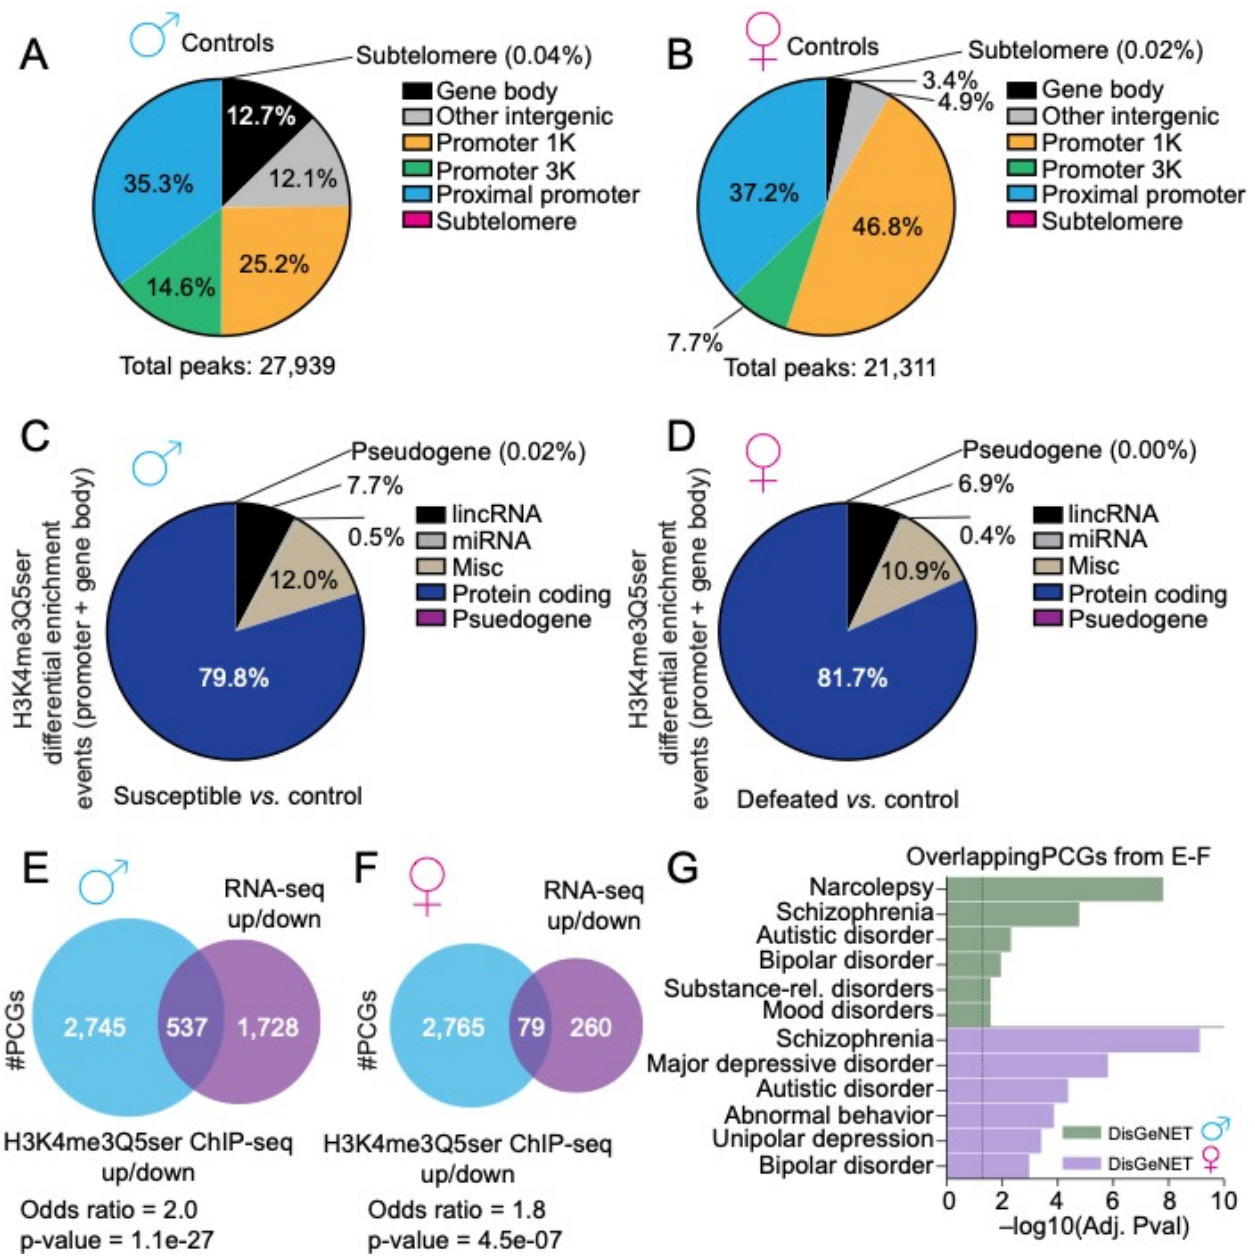 A
Controls
Subtelomere (0.04%)
12.7%
12.1%
25.2%
14.6%
35.3%
Gene body
Other intergenic
Promoter 1K
Promoter 3K
Proximal promoter
Subtelomere
Total peaks: 27,939
B
Controls
Subtelomere (0.02%)
3.4%
4.9%
46.8%
7.7%
37.2%
Gene body
Other intergenic
Promoter 1K
Promoter 3K
Proximal promoter
Subtelomere
Total peaks: 21,311
C
H3K4me3Q5ser
differential enrichment
events (promoter + gene body)
Pseudogene (0.02%)
7.7%
0.5%
12.0%
79.8%
lincRNA
miRNA
Misc
Protein coding
Psuedogene
Susceptible vs. control
D
H3K4me3Q5ser
differential enrichment
events (promoter + gene body)
Pseudogene (0.00%)
6.9%
0.4%
10.9%
81.7%
lincRNA
miRNA
Misc
Protein coding
Psuedogene
Defeated vs. control
E
RNA-seq
up/down
#PCGs
2,745 537 1,728
H3K4me3Q5ser ChIP-seq
up/down
Odds ratio = 2.0
p-value = 1.1e-27
F
RNA-seq
up/down
#PCGs
2,765 79 260
H3K4me3Q5ser ChIP-seq
up/down
Odds ratio = 1.8
p-value = 4.5e-07
G
OverlappingPCGs from E-F
Narcolepsy
Schizophrenia
Autistic disorder
Bipolar disorder
Substance-rel. disorders
Mood disorders
Schizophrenia
Major depressive disorder
Autistic disorder
Abnormal behavior
Unipolar depression
Bipolar disorder
DisGeNET ♂
DisGeNET ♀
0 2 4 6 8 10
–log10(Adj. Pval)